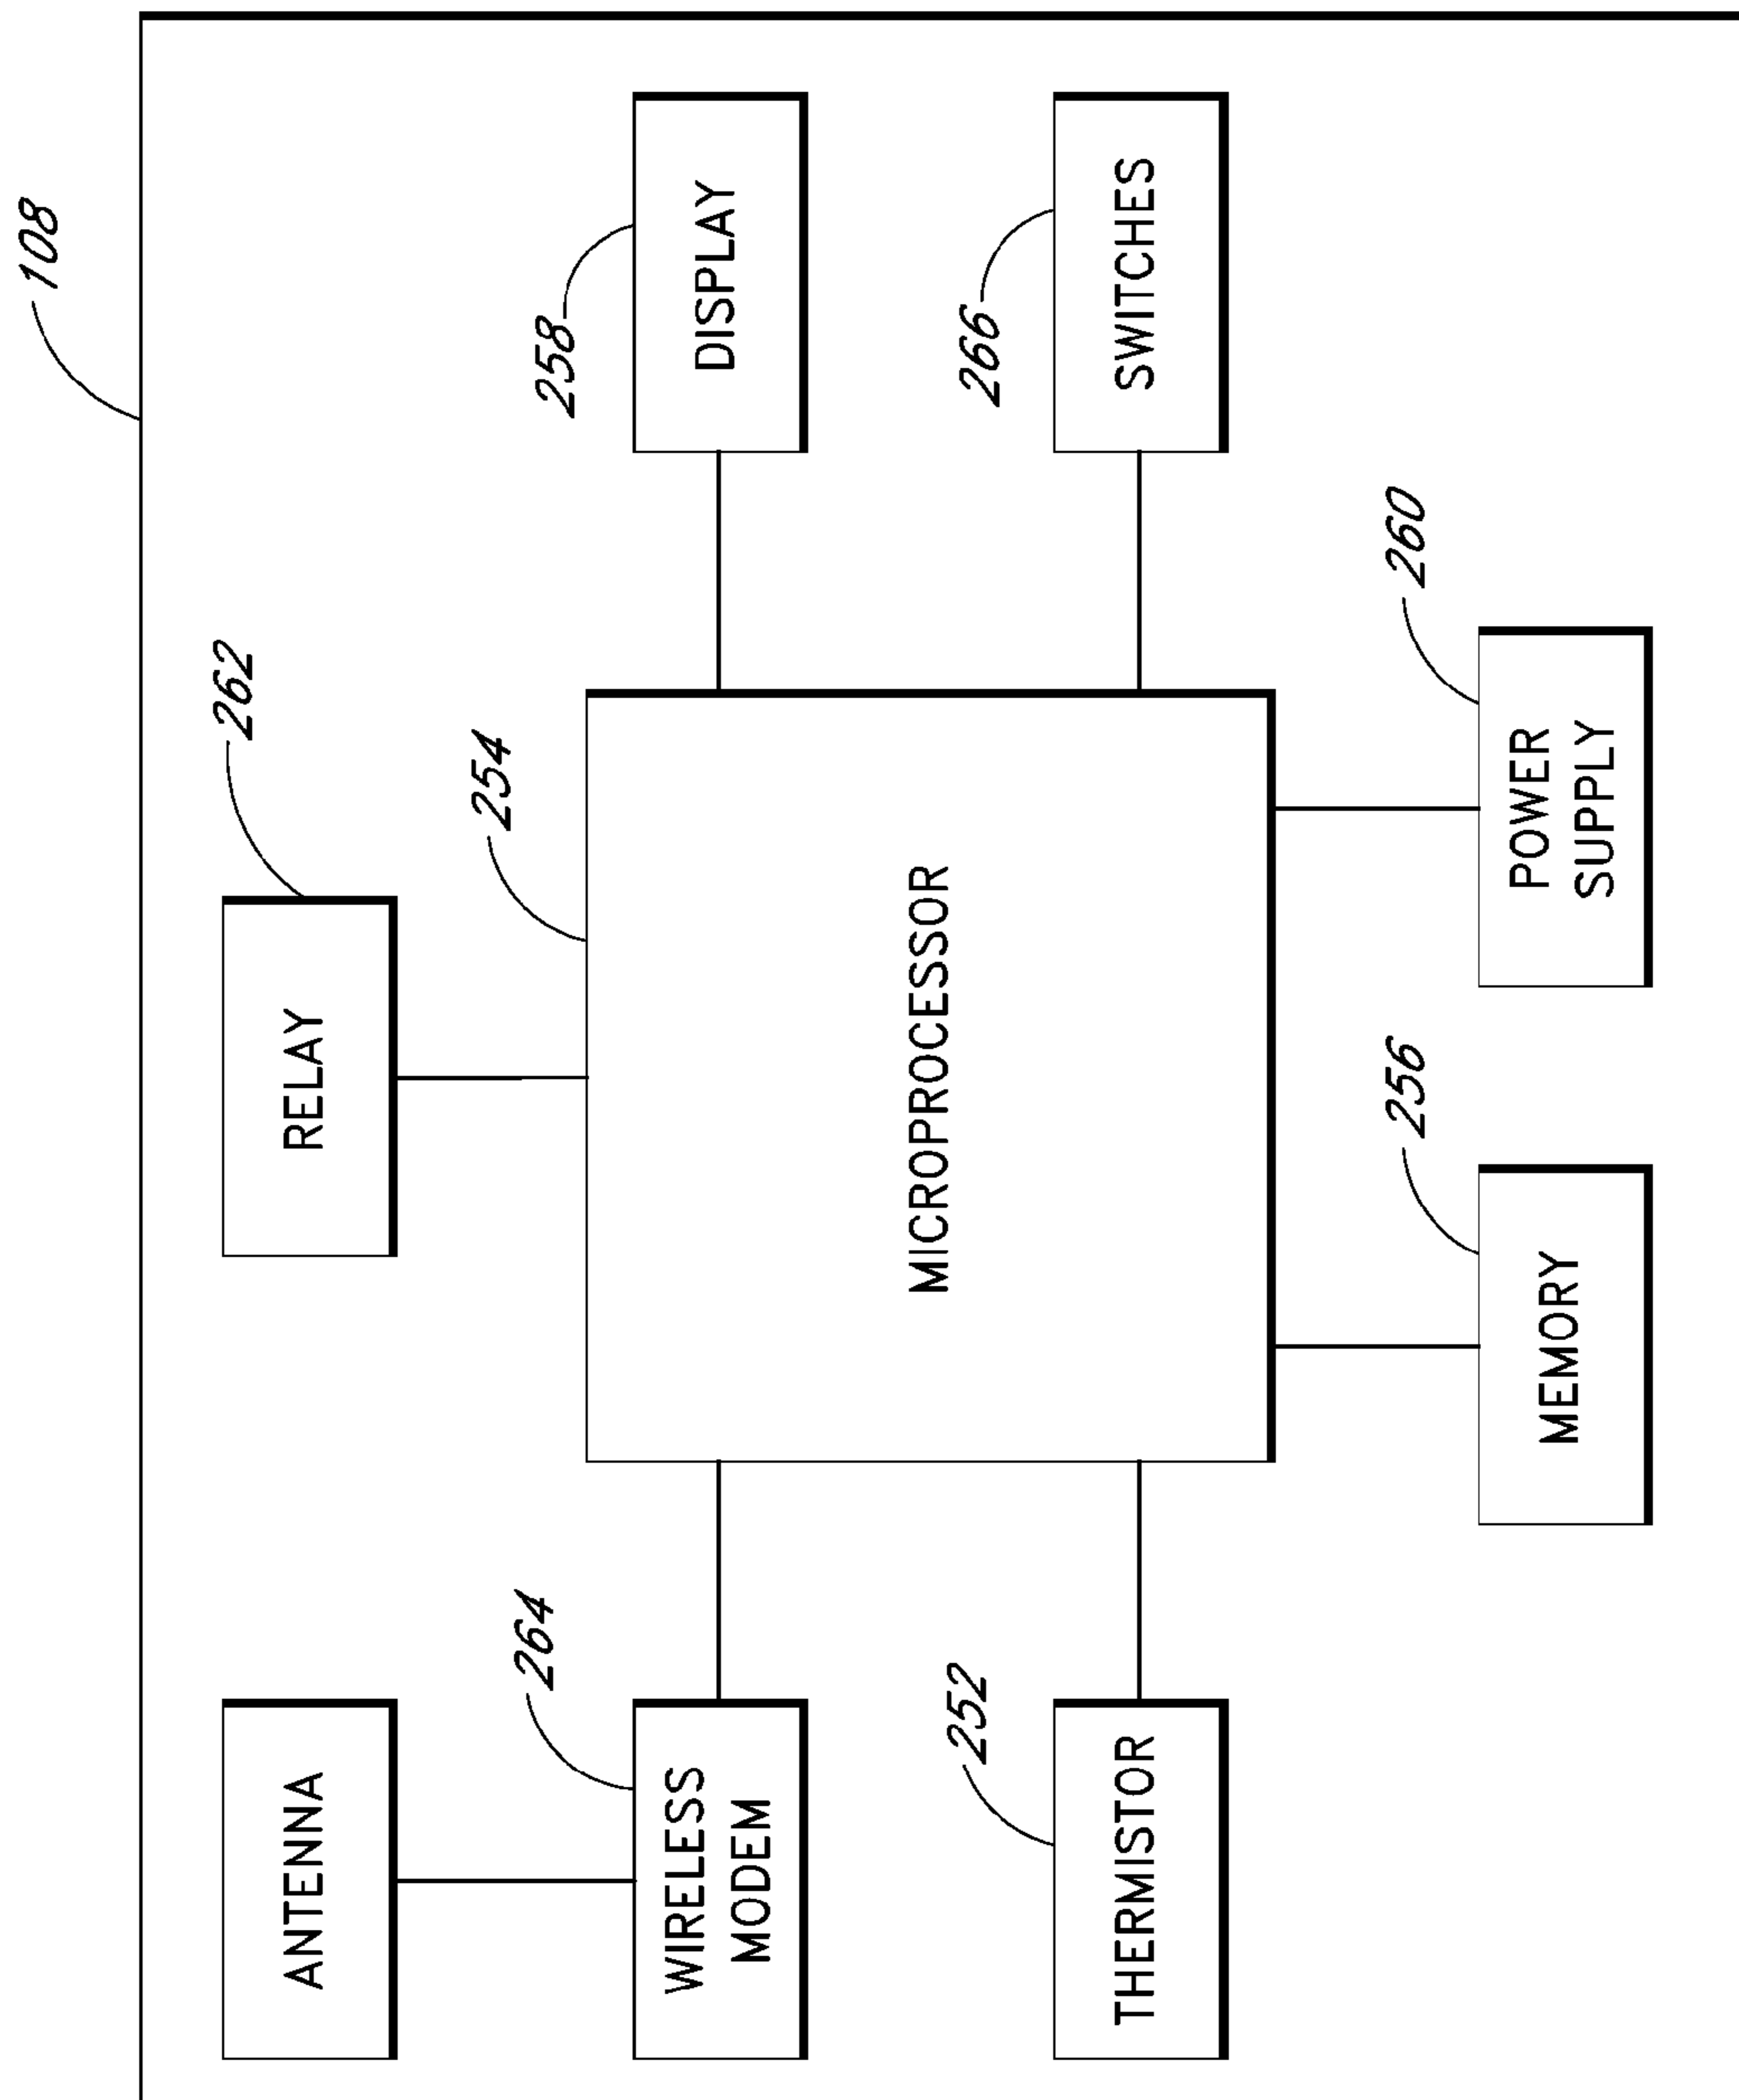 108
ANTENNA
RELAY
262
264
WIRELESS
MODEM
254
MICROPROCESSOR
258
DISPLAY
252
THERMISTOR
266
SWITCHES
256
MEMORY
260
POWER
SUPPLY